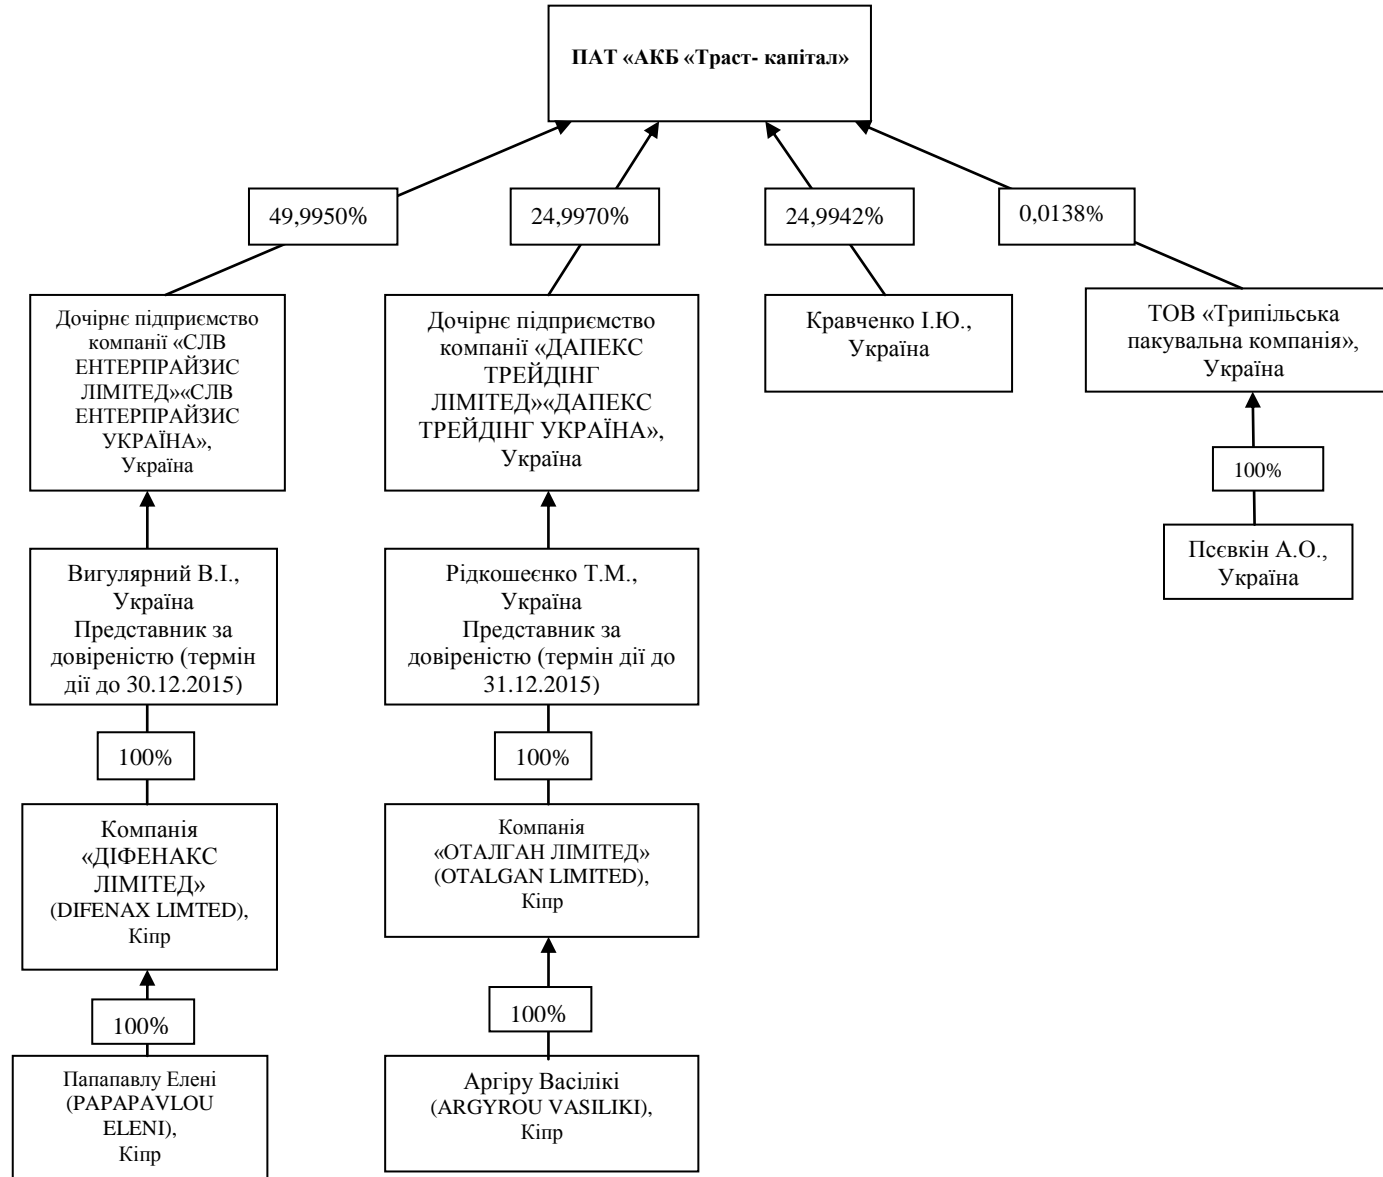 ПАТ «АКБ «Траст- капітал»
49,9950%
24,9970%
24,9942%
0,0138%
Дочірнє підприємство
компанії «СЛВ
ЕНТЕРПРАЙЗИС
ЛІМІТЕД»«СЛВ
ЕНТЕРПРАЙЗИС
УКРАЇНА»,
Україна
Дочірнє підприємство
компанії «ДАПЕКС
ТРЕЙДІНГ
ЛІМІТЕД»«ДАПЕКС
ТРЕЙДІНГ УКРАЇНА»,
Україна
Кравченко І.Ю.,
Україна
ТОВ «Трипільська
пакувальна компанія»,
Україна
100%
Псєвкін А.О.,
Україна
Вигулярний В.І.,
Україна
Представник за
довіреністю (термін
дії до 30.12.2015)
Рідкошеєнко Т.М.,
Україна
Представник за
довіреністю (термін дії до
31.12.2015)
100%
100%
Компанія
«ДІФЕНАКС
ЛІМІТЕД»
(DIFENAX LIMTED),
Кіпр
Компанія
«ОТАЛГАН ЛІМІТЕД»
(OTALGAN LIMITED),
Кіпр
100%
100%
Папапавлу Елені
(PAPAPAVLOU
ELENI),
Кіпр
Аргіру Васілікі
(ARGYROU VASILIKI),
Кіпр